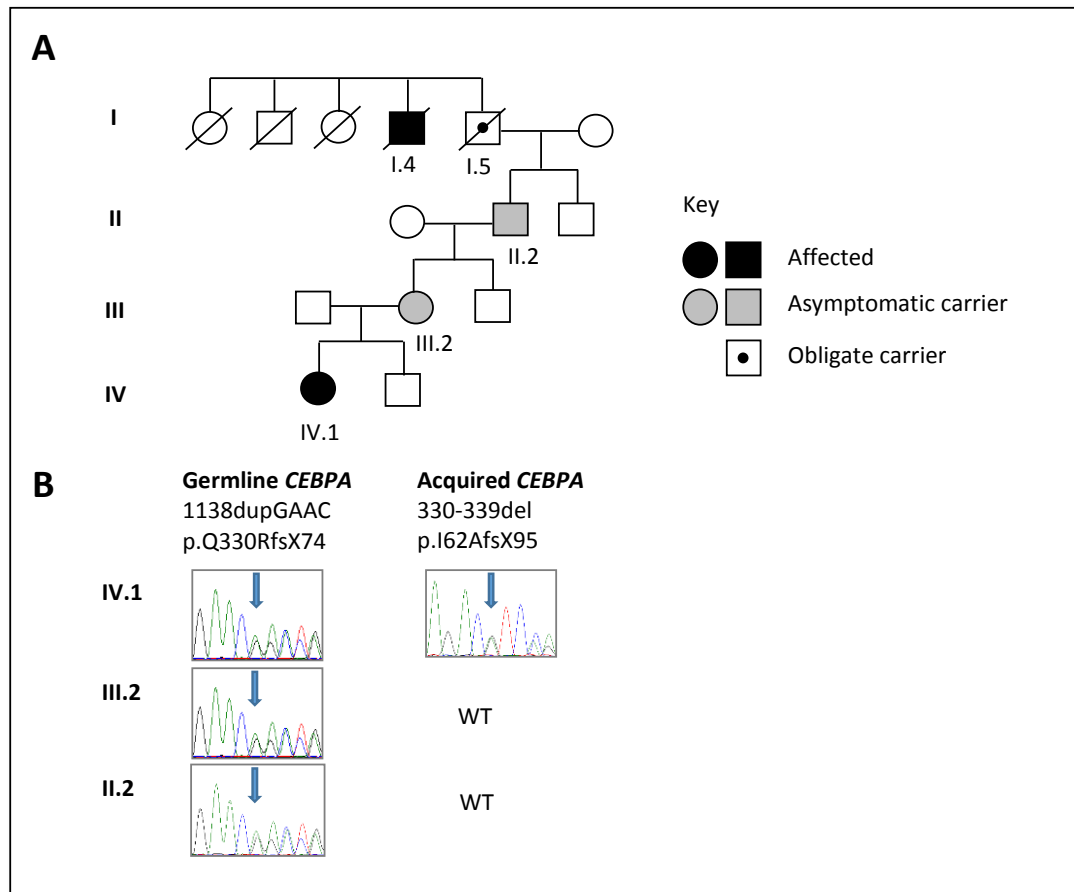 A
I
I.4 I.5
II
Key
II.2
Affected
III
Asymptomatic carrier
III.2
Obligate carrier
IV
IV.1
B
Germline CEBPA Acquired CEBPA
1138dupGAAC 330-339del
p.Q330RfsX74 p.I62AfsX95
IV.1
III.2
WT
II.2
WT